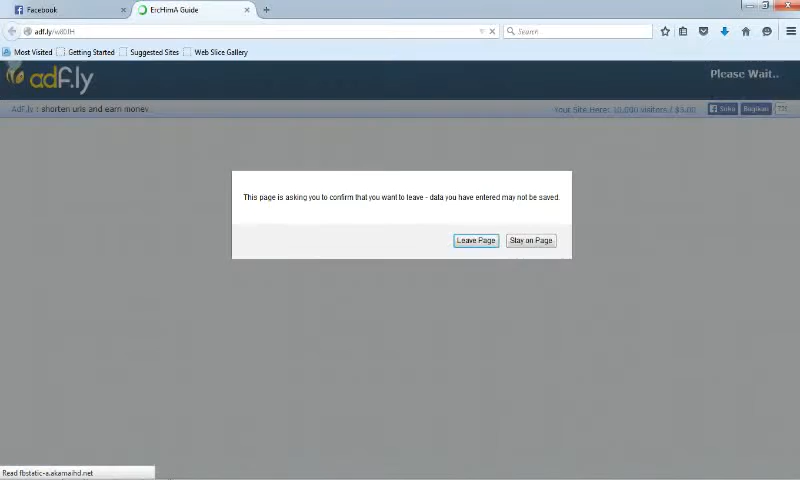 Facebook
ErcHimA Guide
adf.ly/
Search
Most Visited
Getting Started
Suggested Sites
Web Slice Gallery
adf.ly
Please Wait..
AdF.ly : shorten urls and earn money
Your Site Here: 10,000 visitors / $5.00
Suka
Bagikan
This page is asking you to confirm that you want to leave - data you have entered may not be saved.
Leave Page
Stay on Page
Read fbstatic-a.akamaihd.net